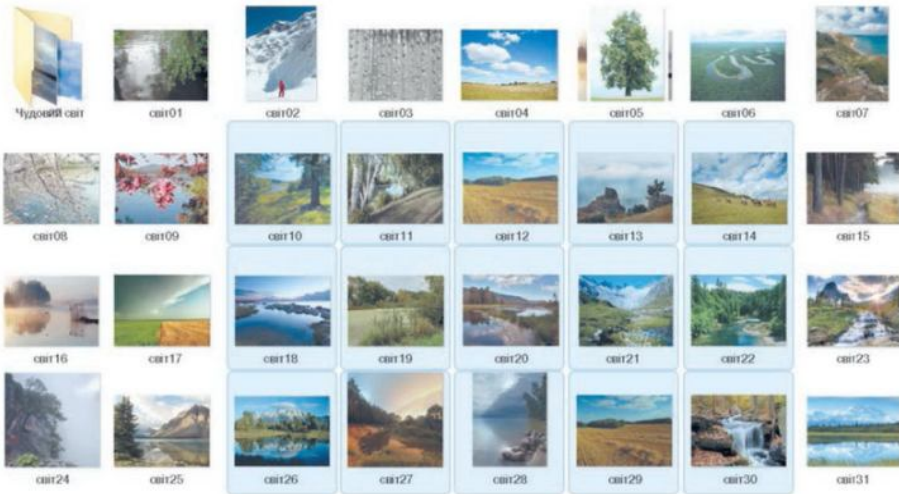 Чудовий світ світ01 світ02 світ03 світ04 світ05 світ06 світ07
світ08 світ09 світ10 світ11 світ12 світ13 світ14 світ15
світ16 світ17 світ18 світ19 світ20 світ21 світ22 світ23
світ24 світ25 світ26 світ27 світ28 світ29 світ30 світ31